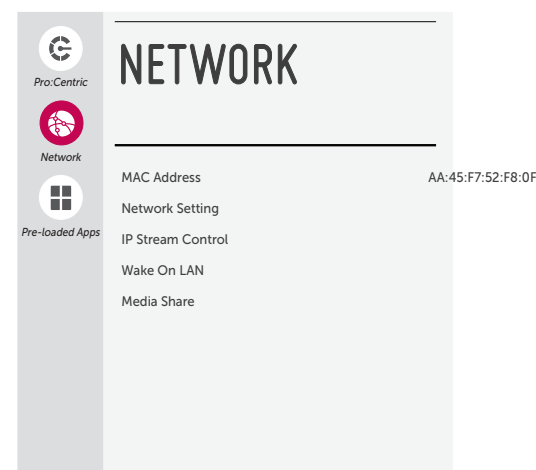 Pro:Centric
Network
Pre-loaded Apps
NETWORK
MAC Address AA:45:F7:52:F8:0F
Network Setting
IP Stream Control
Wake On LAN
Media Share